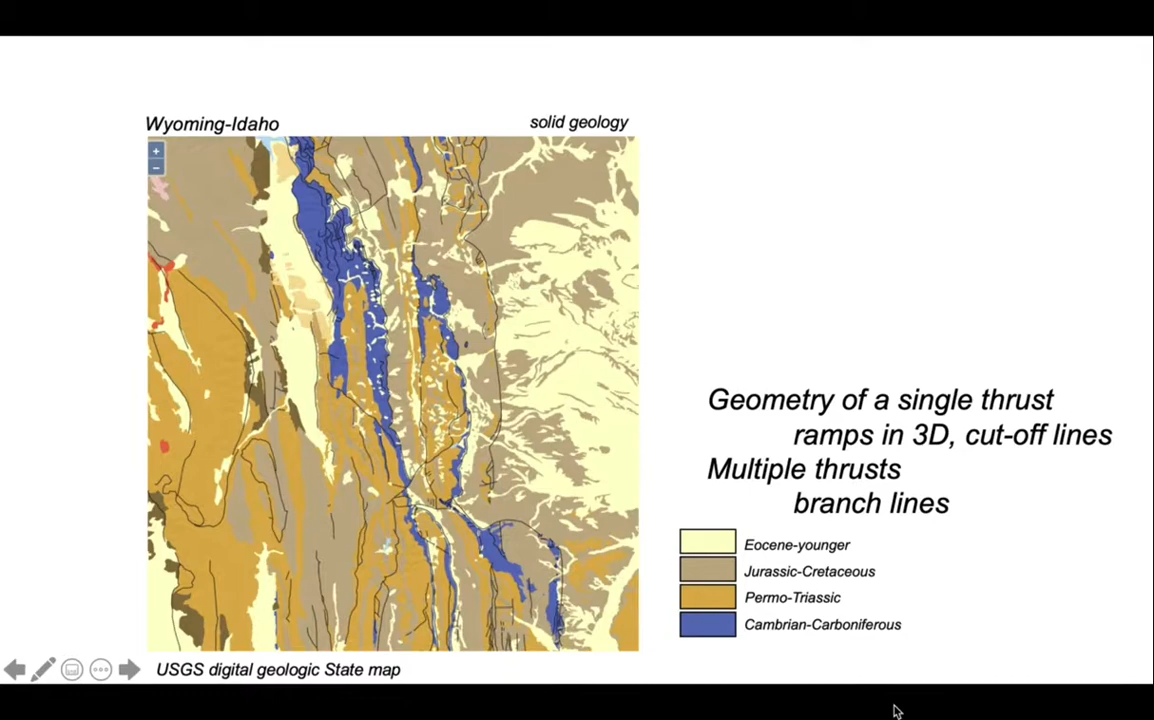 Wyoming-Idaho
solid geology
+
−
Geometry of a single thrust
ramps in 3D, cut-off lines
Multiple thrusts
branch lines
Eocene-younger
Jurassic-Cretaceous
Permo-Triassic
Cambrian-Carboniferous
USGS digital geologic State map